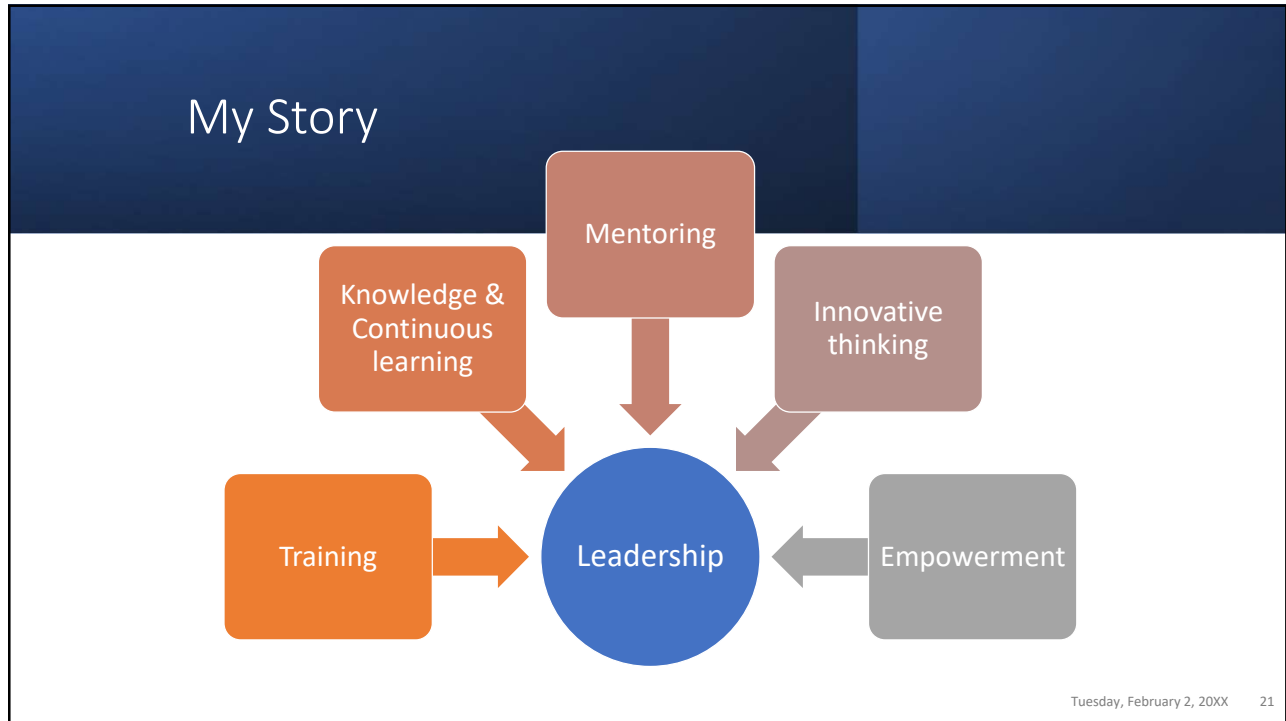 My Story
Mentoring
Knowledge &
Continuous
learning
Innovative
thinking
Training
Leadership
Empowerment
Tuesday, February 2, 20XX 21